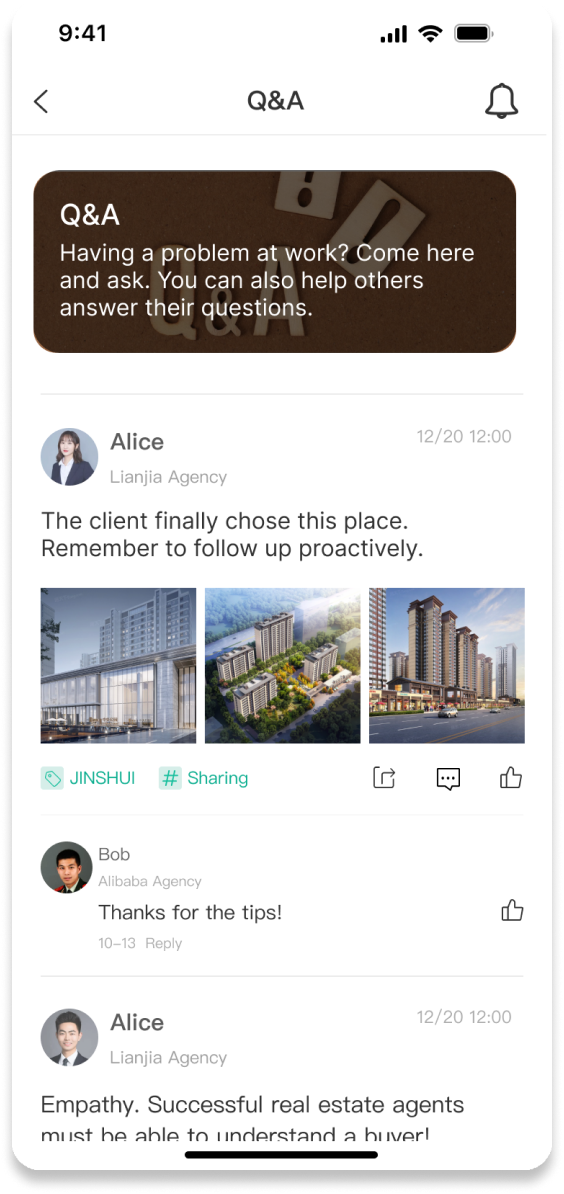 9:41
Q&A
Q&A
Having a problem at work? Come here
and ask. You can also help others
answer their questions.
Q&A
Alice
12/20 12:00
Lianjia Agency
The client finally chose this place.
Remember to follow up proactively.
JINSHUI
# Sharing
Bob
Alibaba Agency
Thanks for the tips!
10-13 Reply
Alice
12/20 12:00
Lianjia Agency
Empathy. Successful real estate agents
must be able to understand a buyer!